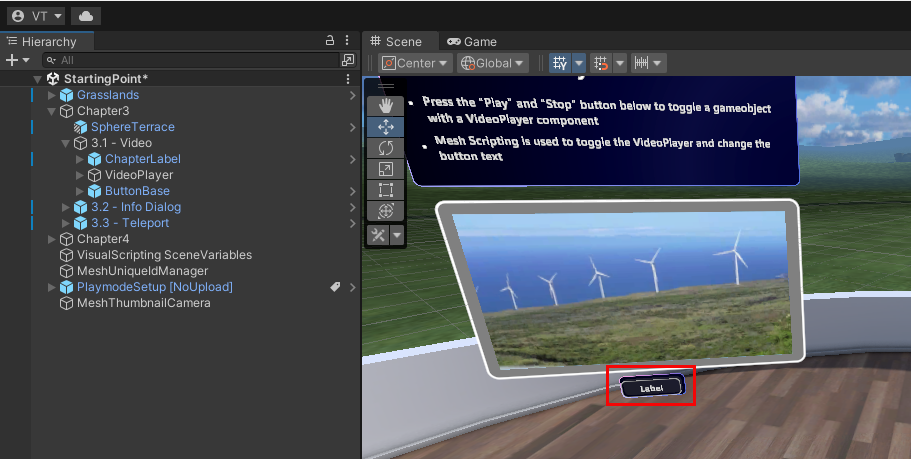 VT
Hierarchy
Scene
Game
All
Center
Global
StartingPoint*
Grasslands
Chapter3
SphereTerrace
3.1 - Video
ChapterLabel
VideoPlayer
ButtonBase
3.2 - Info Dialog
3.3 - Teleport
Chapter4
VisualScripting SceneVariables
MeshUniqueIdManager
PlaymodeSetup [NoUpload]
MeshThumbnailCamera
• Press the "Play" and "Stop" button below to toggle a gameobject
with a VideoPlayer component
• Mesh Scripting is used to toggle the VideoPlayer and change the
button text
Label